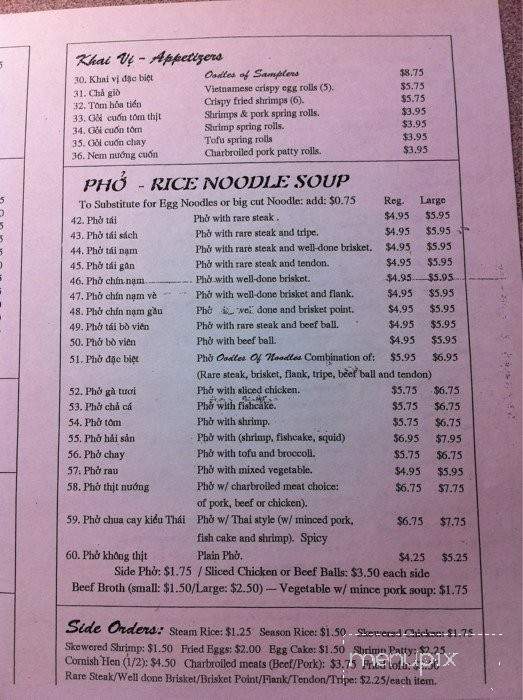 Khai Vị - Appetizers
30. Khai vị đặc biệt Oodles of Samplers $8.75
31. Chả giò Vietnamese crispy egg rolls (5). $5.75
32. Tôm hỏa tiển Crispy fried shrimps (6). $5.75
33. Gỏi cuốn tôm thịt Shrimps & pork spring rolls. $3.95
34. Gỏi cuốn tôm Shrimp spring rolls. $3.95
35. Gỏi cuốn chay Tofu spring rolls $3.95
36. Nem nướng cuốn Charbroiled pork patty rolls. $3.95
PHỞ - RICE NOODLE SOUP
To Substitute for Egg Noodles or big cut Noodle: add: $0.75 Reg. Large
42. Phở tái Phở with rare steak . $4.95 $5.95
43. Phở tái sách Phở with rare steak and tripe. $4.95 $5.95
44. Phở tái nạm Phở with rare steak and well-done brisket. $4.95 $5.95
45. Phở tái gân Phở with rare steak and tendon. $4.95 $5.95
46. Phở chín nạm Phở with well-done brisket. $4.95 $5.95
47. Phở chín nạm vè Phở with well-done brisket and flank. $4.95 $5.95
48. Phở chín nạm gầu Phở done and brisket point. $4.95 $5.95
49. Phở tái bò viên Phở with rare steak and beef ball. $4.95 $5.95
50. Phở bò viên Phở with beef ball. $4.95 $5.95
51. Phở đặc biệt Phở Oodles Of Noodles Combination of: $5.95 $6.95
(Rare steak, brisket, flank, tripe, beef ball and tendon)
52. Phở gà tươi Phở with sliced chicken. $5.75 $6.75
53. Phở chả cá Phở with fishcake. $5.75 $6.75
54. Phở tôm Phở with shrimp. $5.75 $6.75
55. Phở hải sản Phở with (shrimp, fishcake, squid) $6.95 $7.95
56. Phở chay Phở with tofu and broccoli. $5.75 $6.75
57. Phở rau Phở with mixed vegetable. $4.95 $5.95
58. Phở thịt nướng Phở w/ charbroiled meat choice: $6.75 $7.75
of pork, beef or chicken).
59. Phở chua cay kiểu Thái Phở w/ Thai style (w/ minced pork, $6.75 $7.75
fish cake and shrimp). Spicy
60. Phở không thịt Plain Phở. $4.25 $5.25
Side Phở: $1.75 / Sliced Chicken or Beef Balls: $3.50 each side
Beef Broth (small: $1.50/Large: $2.50) — Vegetable w/ mince pork soup: $1.75
Side Orders: Steam Rice: $1.25 Season Rice: $1.50 Skewered Chicken: $1.75
Skewered Shrimp: $1.50 Fried Eggs: $2.00 Egg Cake: $1.50 Shrimp Patty: $2.25
Cornish Hen (1/2): $4.50 Charbroiled meats (Beef/Pork): $3.75 Fried tofu:
Rare Steak/Well done Brisket/Brisket Point/Flank/Tendon/Tripe: $2.25/each item.
menupix